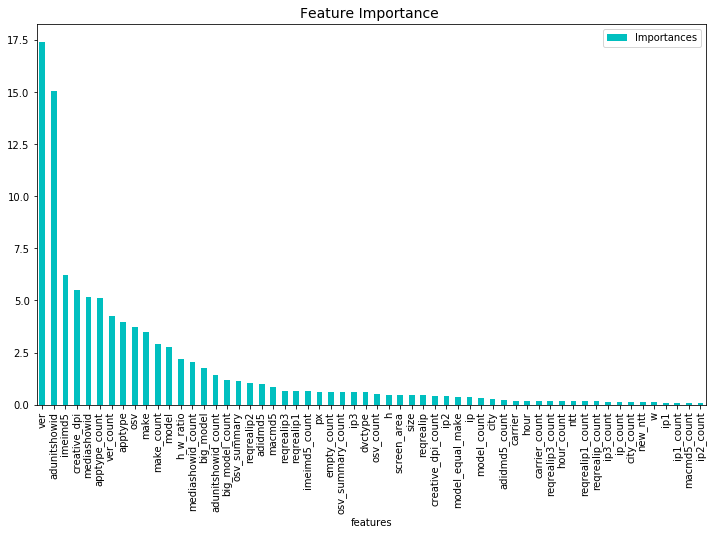 Feature Importance
Importances
17.5
15.0
12.5
10.0
7.5
5.0
2.5
0.0
ver
adunitshowid
imeimd5
creative_dpi
mediashowid
apptype_count
ver_count
apptype
osv
make
make_count
model
h_w_ratio
mediashowid_count
big_model
adunitshowid_count
big_model_count
osv_summary
reqrealip2
adidmd5
macmd5
reqrealip3
reqrealip1
imeimd5_count
px
empty_count
osv_summary_count
ip3
dvctype
osv_count
h
screen_area
size
reqrealip
creative_dpi_count
ip2
model_equal_make
ip
model_count
city
adidmd5_count
carrier
hour
carrier_count
reqrealip3_count
hour_count
ntt
reqrealip1_count
reqrealip_count
ip3_count
ip_count
city_count
new_ntt
w
ip1
ip1_count
macmd5_count
ip2_count
features